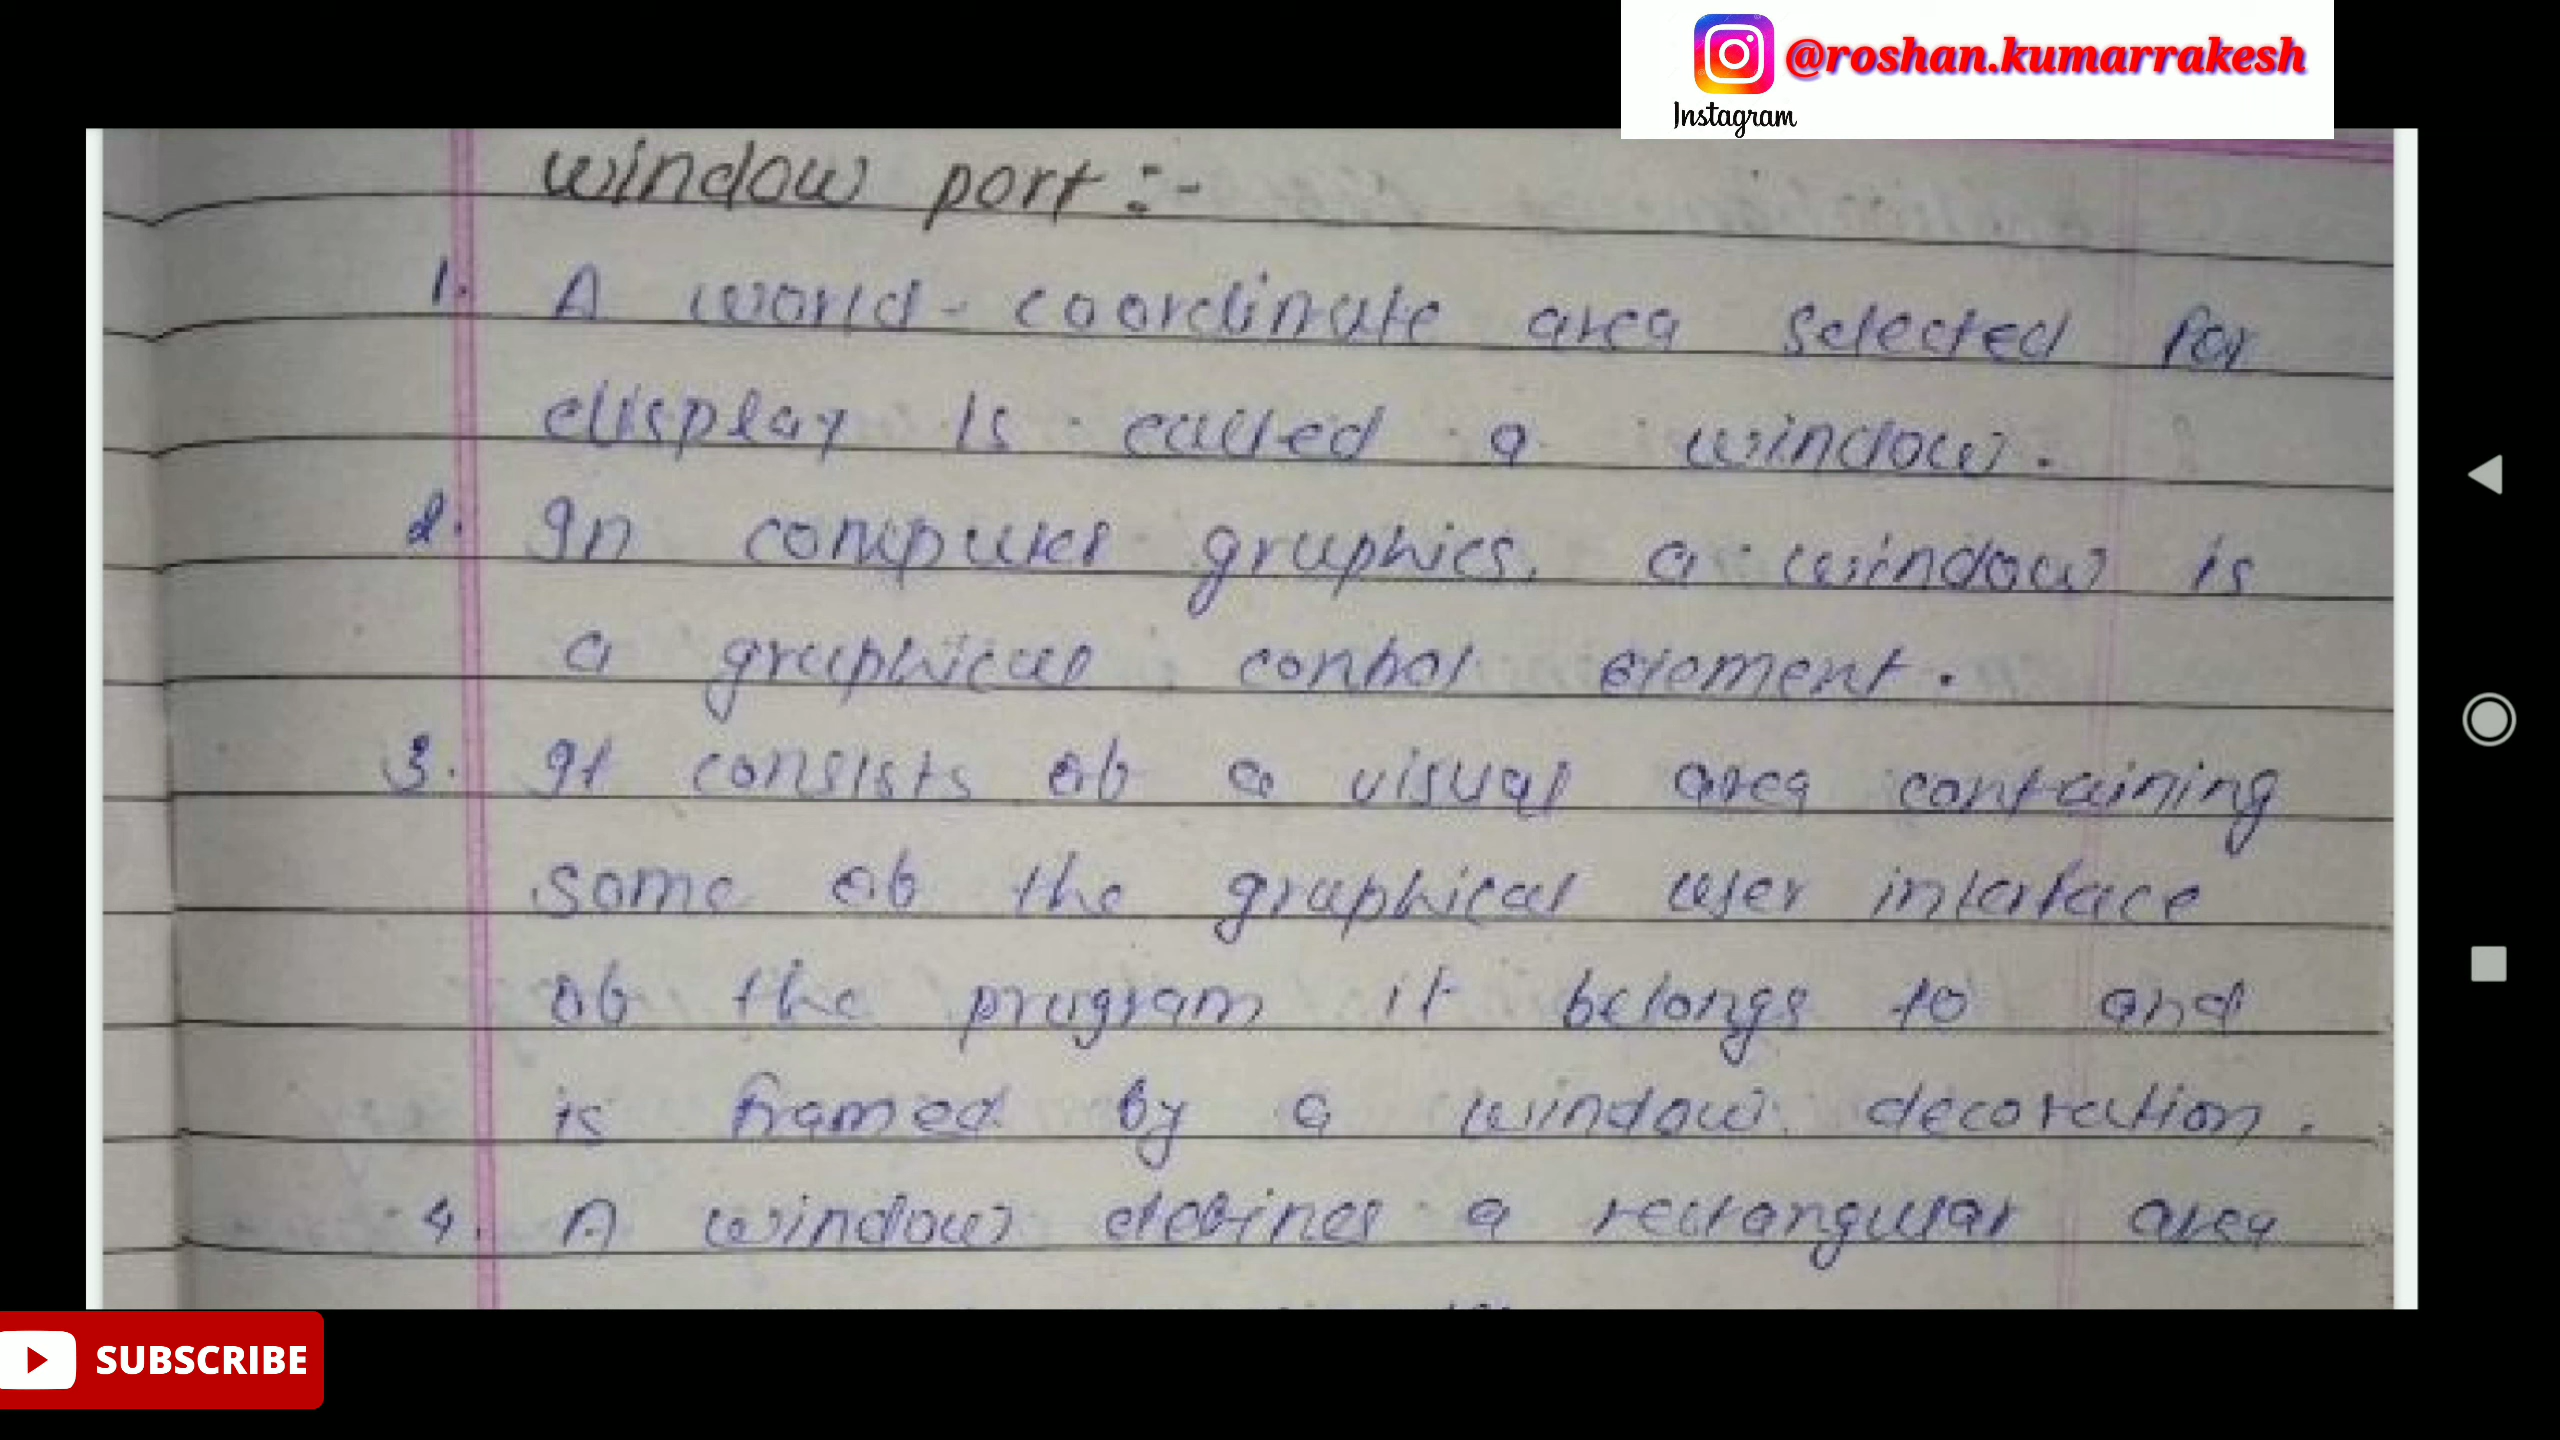 @roshan.kumarrakesh
Instagram
window port :-
1. A world-coordinate area selected for
display is called a window.
2. In computer graphics, a window is
a graphical control element.
3. It consists of a visual area containing
some of the graphical user interface
of the program it belongs to and
is framed by a window decoration.
4. A window defines a rectangular area
SUBSCRIBE